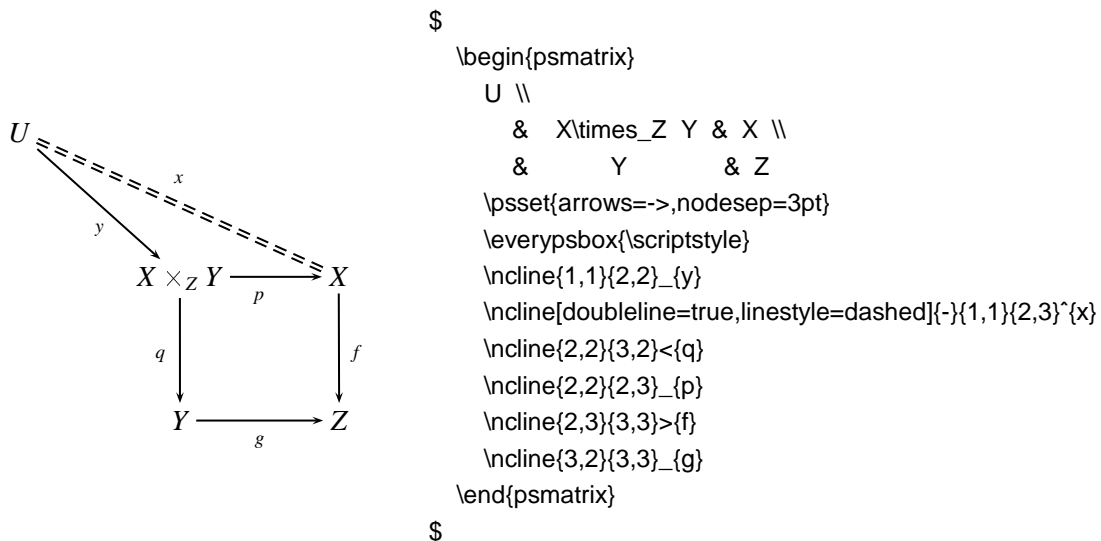 U
x
y
X ×_Z Y
p
X
q
f
Y
g
Z
$
\begin{psmatrix}
U \\
& X\times_Z Y & X \\
& Y & Z
\psset{arrows=->,nodesep=3pt}
\everypsbox{\scriptstyle}
\ncline{1,1}{2,2}_{y}
\ncline[doubleline=true,linestyle=dashed]{-}{1,1}{2,3}^{x}
\ncline{2,2}{3,2}<{q}
\ncline{2,2}{2,3}_{p}
\ncline{2,3}{3,3}>{f}
\ncline{3,2}{3,3}_{g}
\end{psmatrix}
$